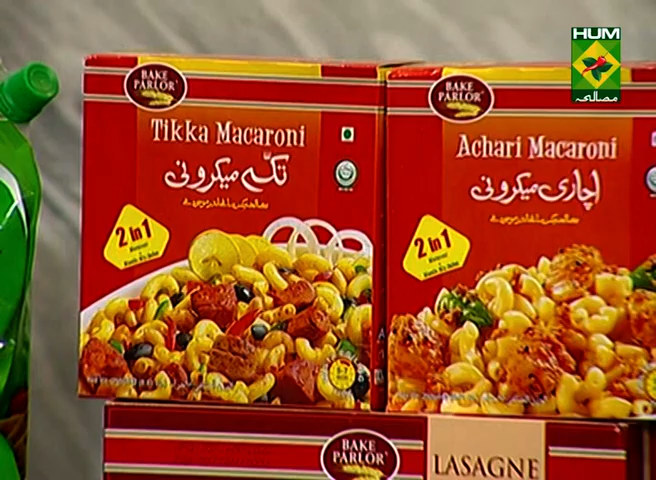 HUM
مصالحہ
BAKE
PARLOR
Tikka Macaroni
تکہ میکرونی
2 in 1
BAKE
PARLOR
Achari Macaroni
اچاری میکرونی
2 in 1
BAKE
PARLOR
LASAGNE